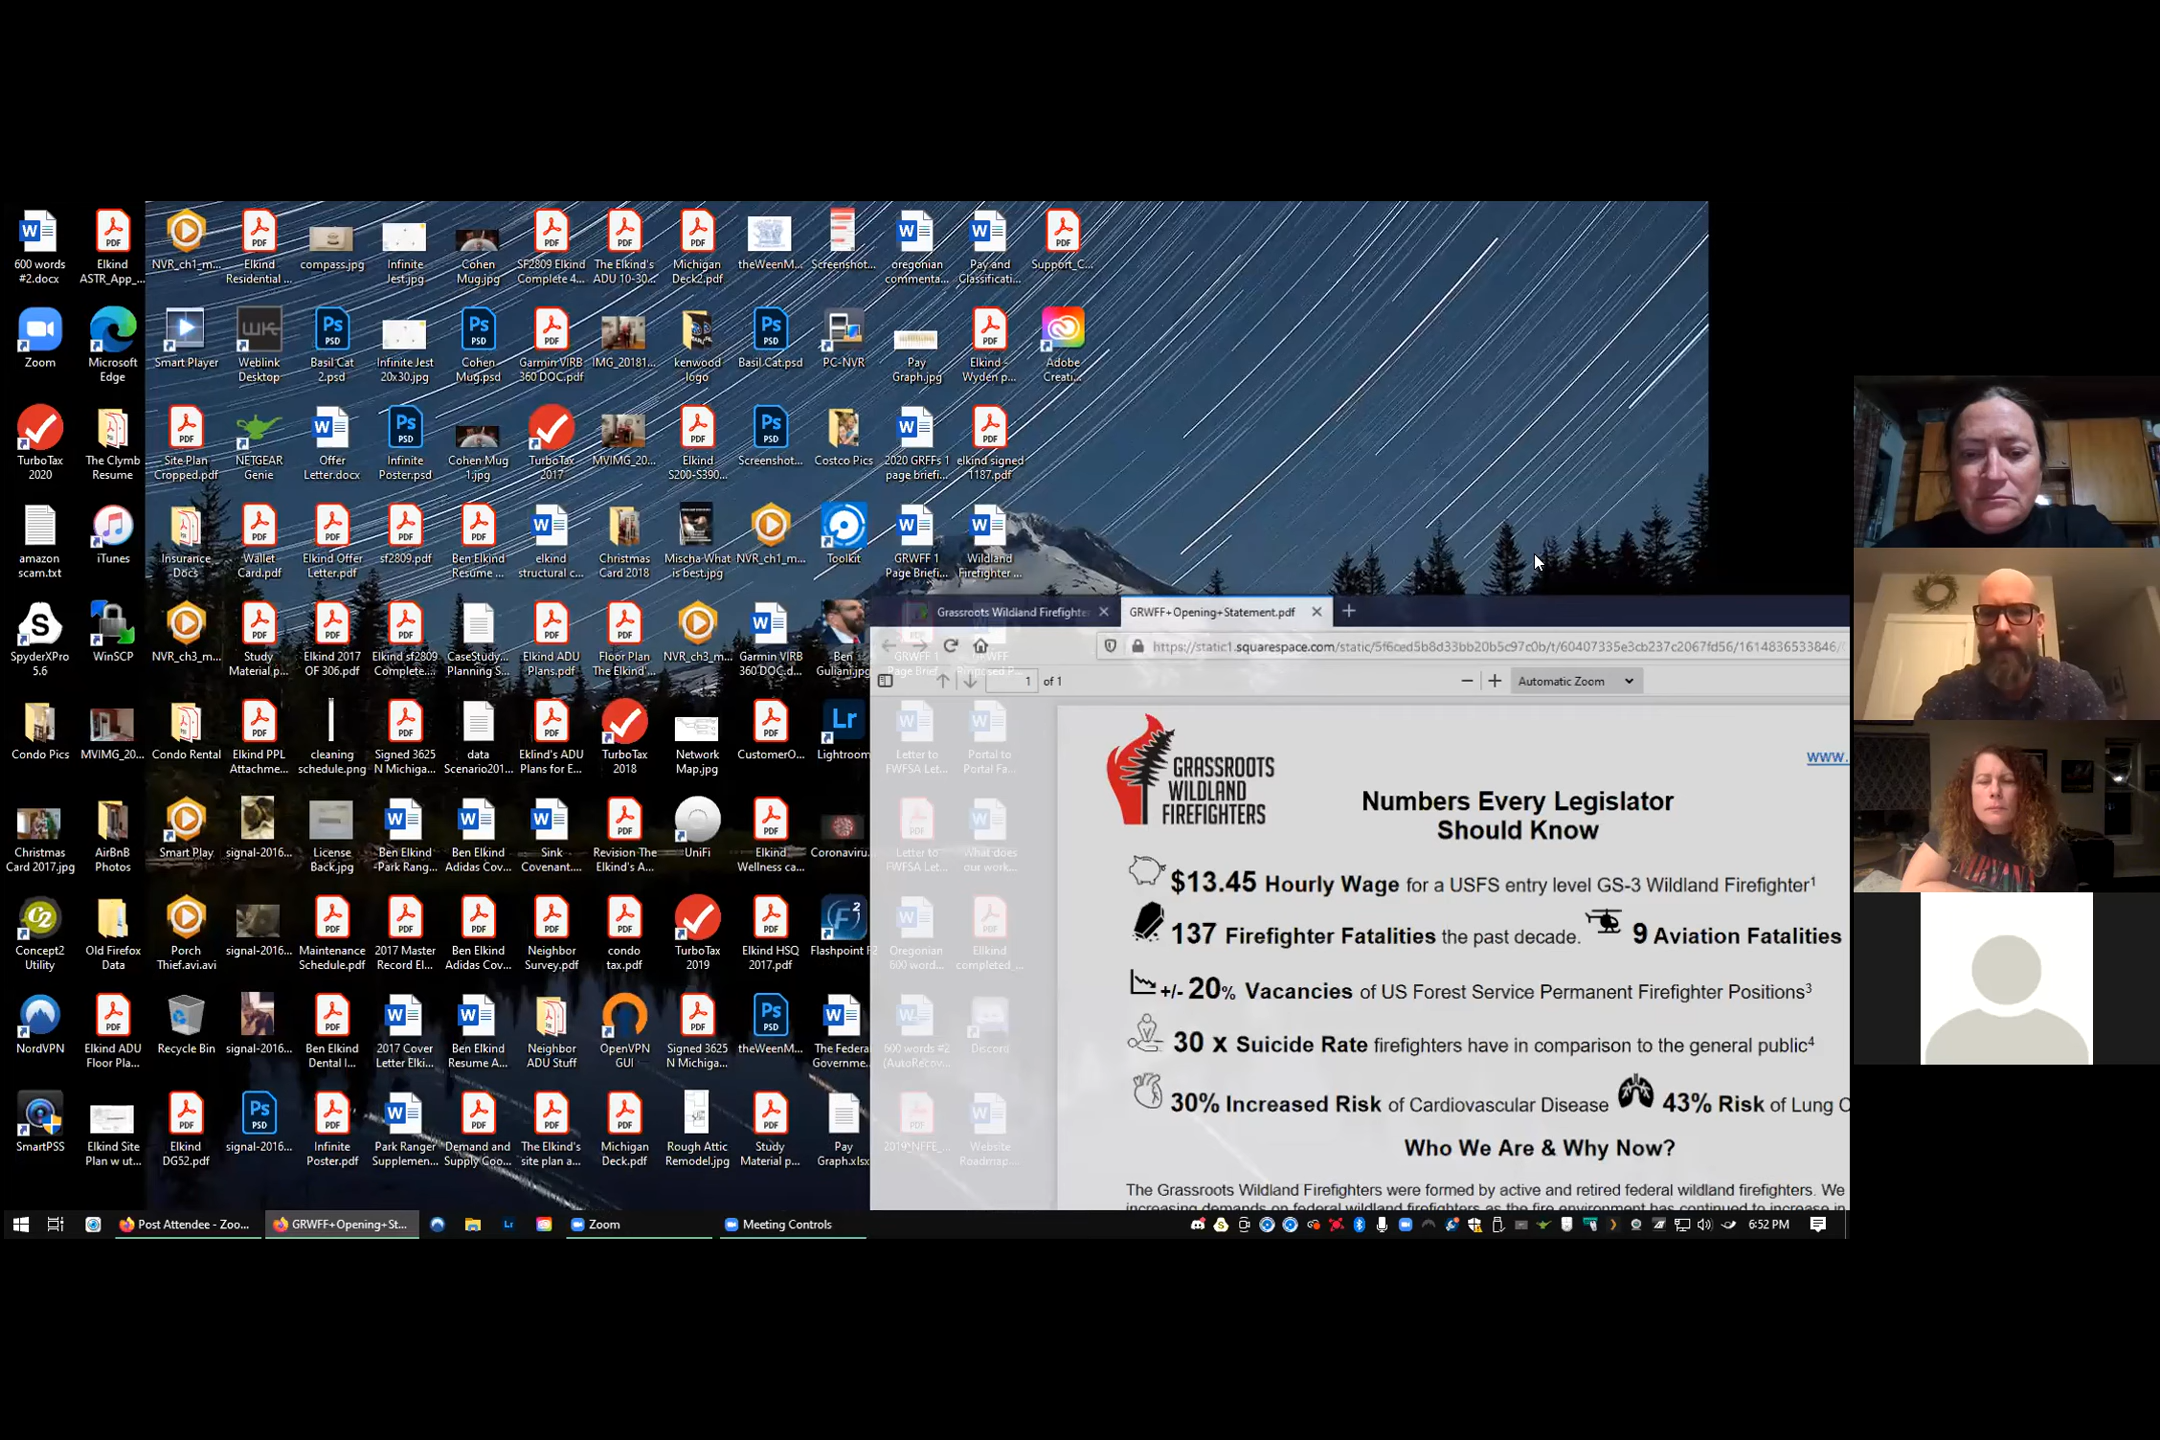 600 words #2.docx
Elkind ASTR_App_...
NVR_ch1_m...
Elkind Residential ...
compass.jpg
Infinite Jest.jpg
Cohen Mug.jpg
SF2809 Elkind Complete 4...
The Elkind's ADU 10-30...
Michigan Deck2.pdf
theWeenM...
Screenshot...
oregonian commenta...
Pay and Classificati...
Support_C...
Zoom
Microsoft Edge
Smart Player
Weblink Desktop
Basil Cat 2.psd
Infinite Jest 20x30.jpg
Cohen Mug.psd
Garmin VIRB 360 DOC.pdf
IMG_20181...
kenwood logo
Basil Cat.psd
PC-NVR
Pay Graph.jpg
Elkind - Wyden p...
Adobe Creati...
TurboTax 2020
The Clymb Resume
Site Plan Cropped.pdf
NETGEAR Genie
Offer Letter.docx
Infinite Poster.psd
Cohen Mug 1.jpg
TurboTax 2017
MVIMG_20...
Elkind S200-S390...
Screenshot...
Costco Pics
2020 GRFFs 1 page briefi...
elkind signed 1187.pdf
amazon scam.txt
iTunes
Insurance Docs
Wallet Card.pdf
Elkind Offer Letter.pdf
sf2809.pdf
Ben Elkind Resume ...
elkind structural c...
Christmas Card 2018
Mischa What is best.jpg
NVR_ch1_m...
Toolkit
GRWFF 1 Page Briefi...
Wildland Firefighter ...
SpyderXPro 5.6
WinSCP
NVR_ch3_m...
Study Material p...
Elkind 2017 OF 306.pdf
Elkind sf2809 Complete...
CaseStudy... Planning S...
Elkind ADU Plans.pdf
Floor Plan The Elkind'...
NVR_ch3_m...
Garmin VIRB 360 DOC.d...
Ben Guliani.jpg
Condo Pics
MVIMG_20...
Condo Rental
Elkind PPL Attachme...
cleaning schedule.png
Signed 3625 N Michiga...
data Scenario201...
Eklind's ADU Plans for E...
TurboTax 2018
Network Map.jpg
CustomerO...
Lightroom
Letter to FWFSA Let...
Portal to Portal Fa...
Christmas Card 2017.jpg
AirBnB Photos
Smart Play
signal-2016...
License Back.jpg
Ben Elkind -Park Rang...
Ben Elkind Adidas Cov...
Sink Covenant....
Revision The Elkind's A...
UniFi
Elkind Wellness ca...
Coronaviru...
Letter to FWFSA Let...
What does our work...
Concept2 Utility
Old Firefox Data
Porch Thief.avi.avi
signal-2016...
Maintenance Schedule.pdf
2017 Master Record El...
Ben Elkind Adidas Cov...
Neighbor Survey.pdf
condo tax.pdf
TurboTax 2019
Elkind HSQ 2017.pdf
Flashpoint F2
Oregonian 600 word...
Elkind completed ...
NordVPN
Elkind ADU Floor Pla...
Recycle Bin
signal-2016...
Ben Elkind Dental I...
2017 Cover Letter Elki...
Ben Elkind Resume A...
Neighbor ADU Stuff
OpenVPN GUI
Signed 3625 N Michiga...
theWeenM...
The Federal Governme...
600 words #2 (AutoRecov...
Discord
SmartPSS
Elkind Site Plan w ut...
Elkind DG52.pdf
signal-2016...
Infinite Poster.pdf
Park Ranger Supplemen...
Demand and Supply Coo...
The Elkind's site plan a...
Michigan Deck.pdf
Rough Attic Remodel.jpg
Study Material p...
Pay Graph.xlsx
2019 NFFE_...
Website Roadmap...
Grassroots Wildland Firefighte
GRWFF+Opening+Statement.pdf
https://static1.squarespace.com/static/5f6ced5b8d33bb20b5c97c0b/t/60407335e3cb237c2067fd56/1614836533846/
1 of 1
Automatic Zoom
GRASSROOTS
WILDLAND
FIREFIGHTERS
www.
Numbers Every Legislator
Should Know
$13.45 Hourly Wage for a USFS entry level GS-3 Wildland Firefighter1
137 Firefighter Fatalities the past decade. 9 Aviation Fatalities
+/- 20% Vacancies of US Forest Service Permanent Firefighter Positions3
30 x Suicide Rate firefighters have in comparison to the general public4
30% Increased Risk of Cardiovascular Disease 43% Risk of Lung C
Who We Are & Why Now?
The Grassroots Wildland Firefighters were formed by active and retired federal wildland firefighters. We
increasing demands on federal wildland firefighters as the fire environment has continued to increase in
Post Attendee - Zoo...
GRWFF+Opening+St...
Zoom
Meeting Controls
6:52 PM